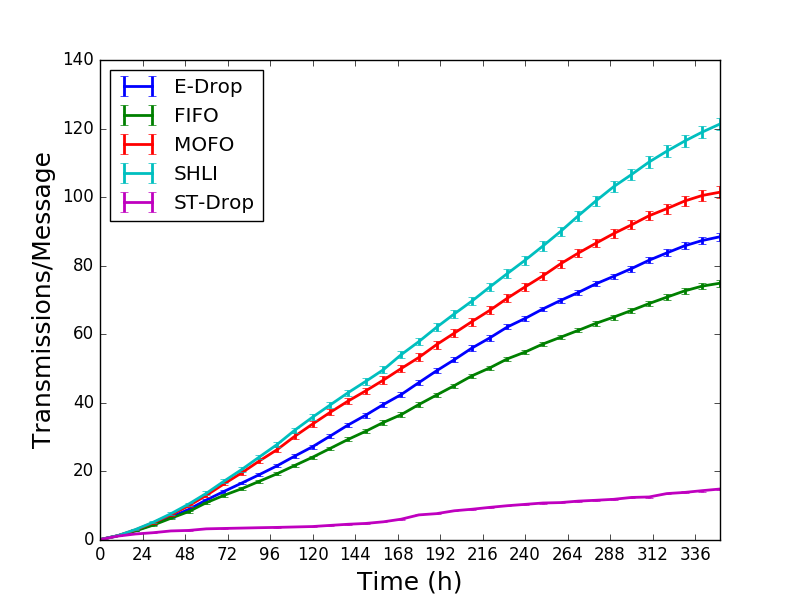 140
120
100
80
60
40
20
0
Transmissions/Message
E-Drop
FIFO
MOFO
SHLI
ST-Drop
0 24 48 72 96 120 144 168 192 216 240 264 288 312 336
Time (h)